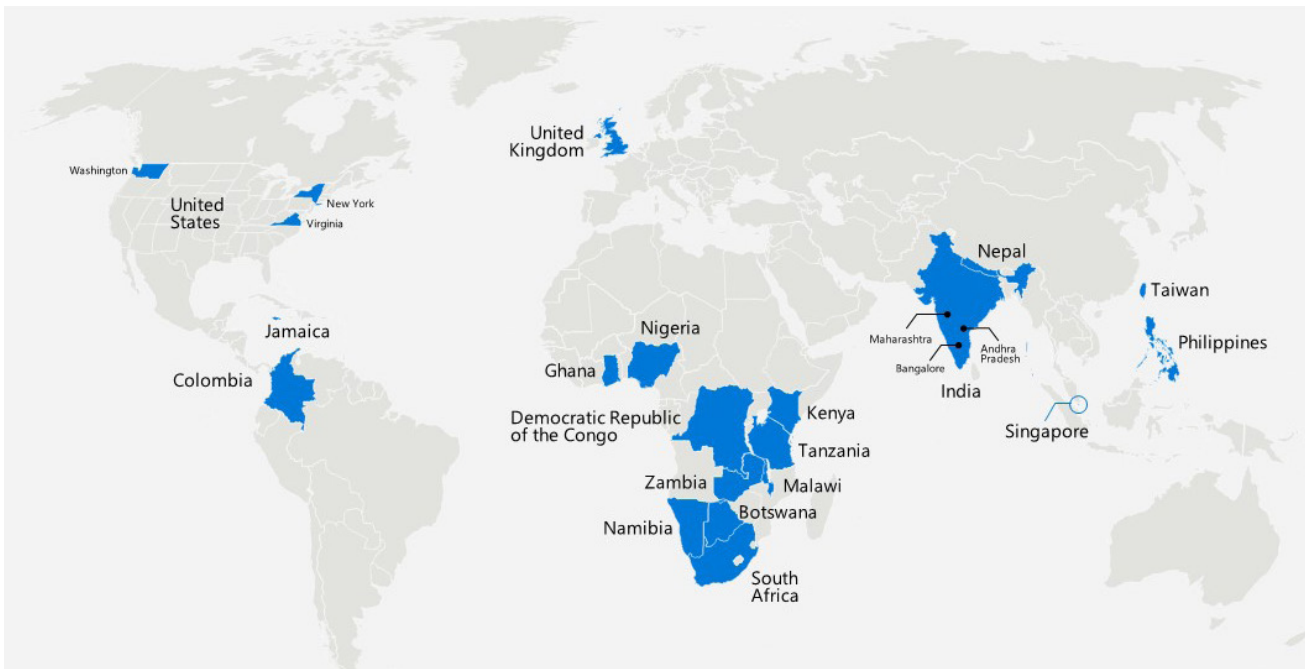 United
Kingdom
Washington
United
States
New York
Virginia
Nepal
Taiwan
Jamaica
Nigeria
Maharashtra
Andhra
Pradesh
Philippines
Bangalore
Colombia
Ghana
India
Democratic Republic
of the Congo
Kenya
Singapore
Tanzania
Zambia
Malawi
Botswana
Namibia
South
Africa